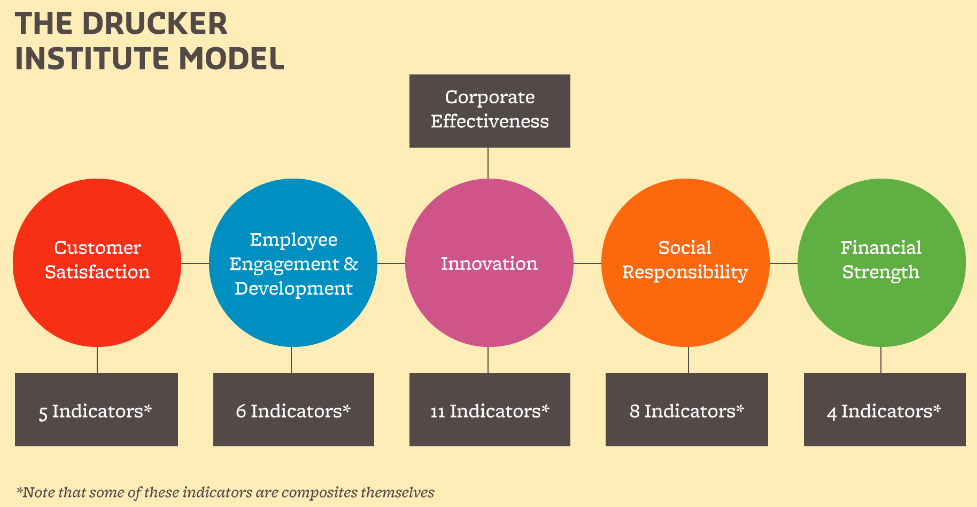 THE DRUCKER
INSTITUTE MODEL
Corporate
Effectiveness
Customer
Satisfaction
Employee
Engagement &
Development
Innovation
Social
Responsibility
Financial
Strength
5 Indicators*
6 Indicators*
11 Indicators*
8 Indicators*
4 Indicators*
*Note that some of these indicators are composites themselves